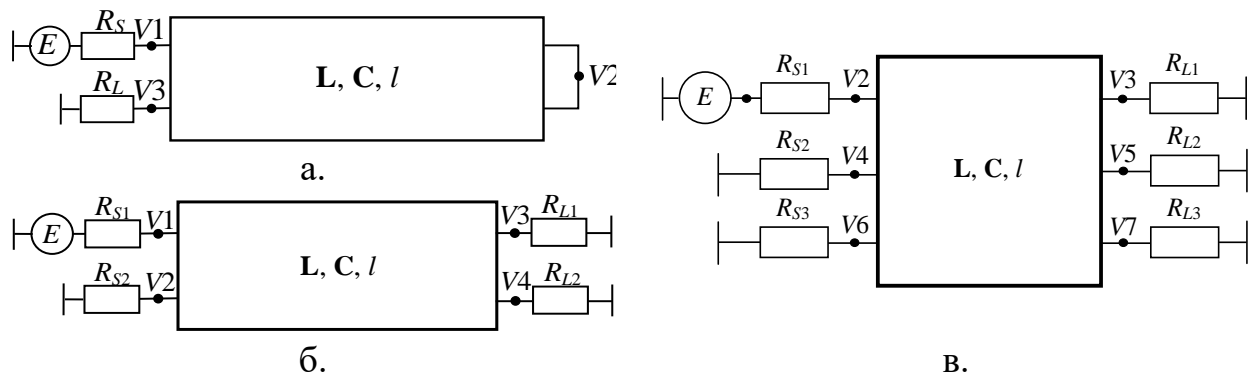 R_S V1
E
L, C, l
V2
R_L V3
а.
R_S1 V1
E
V3 R_L1
L, C, l
R_S2 V2
V4 R_L2
б.
R_S1 V2
E
V3 R_L1
R_S2 V4
L, C, l
V5 R_L2
R_S3 V6
V7 R_L3
в.